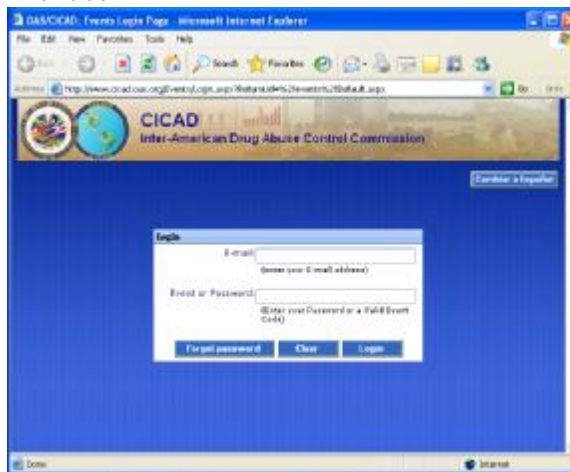 OAS/CICAD: Events Login Page - Microsoft Internet Explorer
File Edit View Favorites Tools Help
Search Favorites
Go
CICAD
Inter-American Drug Abuse Control Commission
Cambiar a Español
Login
E-mail
(enter your E-mail address)
Event or Password
(Enter your Password or a Valid Event
Code)
Forgot password Clear Login
Done Internet